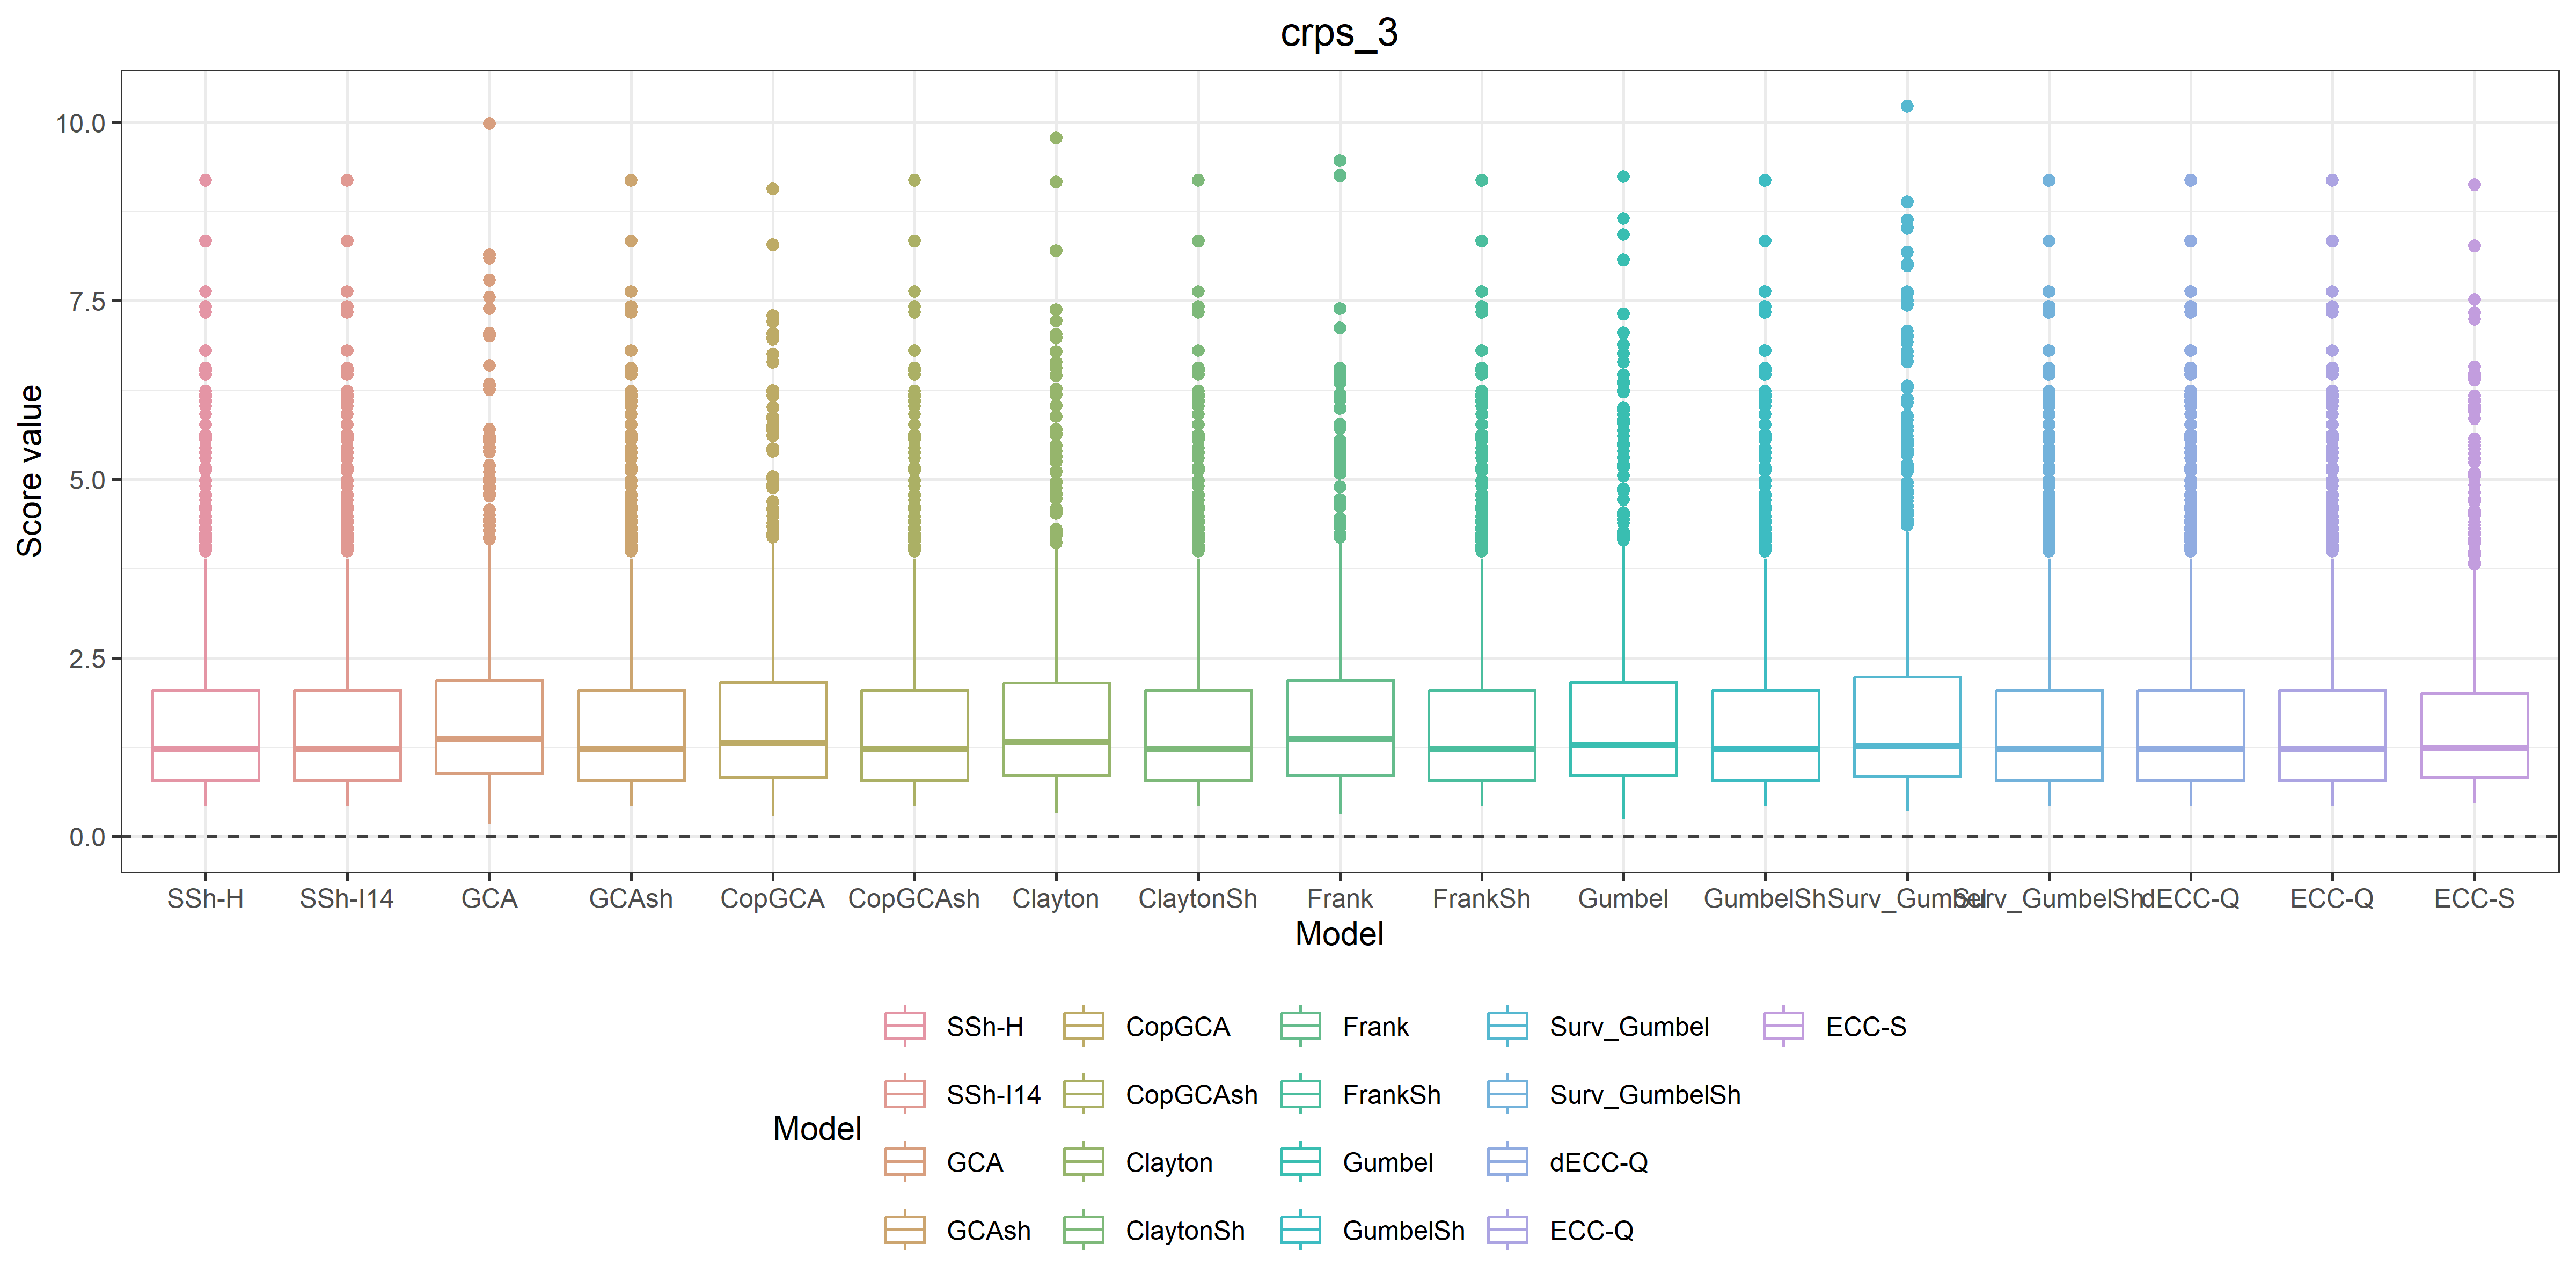 crps_3
Score value
10.0
7.5
5.0
2.5
0.0
SSh-H SSh-I14 GCA GCAsh CopGCA CopGCAsh Clayton ClaytonSh Frank FrankSh Gumbel GumbelSh Surv_Gumbel Surv_GumbelSh dECC-Q ECC-Q ECC-S
Model
Model
SSh-H CopGCA Frank Surv_Gumbel ECC-S
SSh-I14 CopGCAsh FrankSh Surv_GumbelSh
GCA Clayton Gumbel dECC-Q
GCAsh ClaytonSh GumbelSh ECC-Q